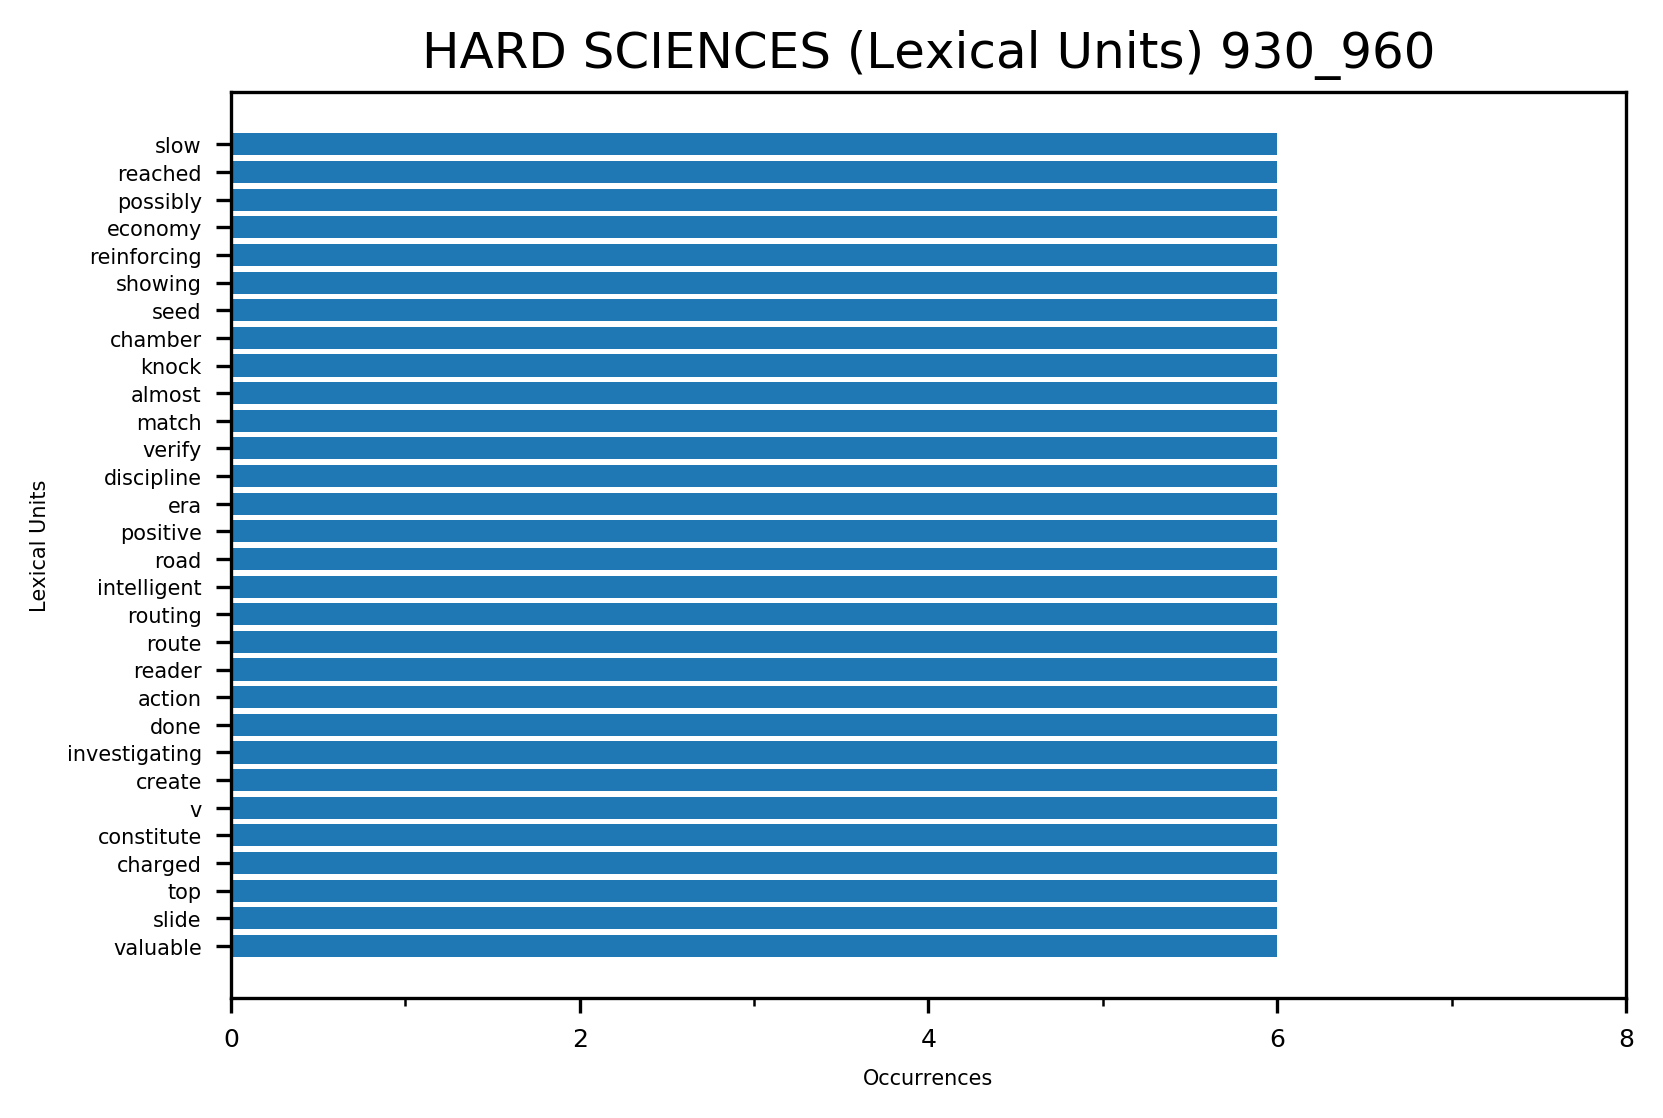 HARD SCIENCES (Lexical Units) 930_960
slow
reached
possibly
economy
reinforcing
showing
seed
chamber
knock
almost
match
verify
discipline
era
positive
road
intelligent
routing
route
reader
action
done
investigating
create
v
constitute
charged
top
slide
valuable
Lexical Units
0 2 4 6 8
Occurrences